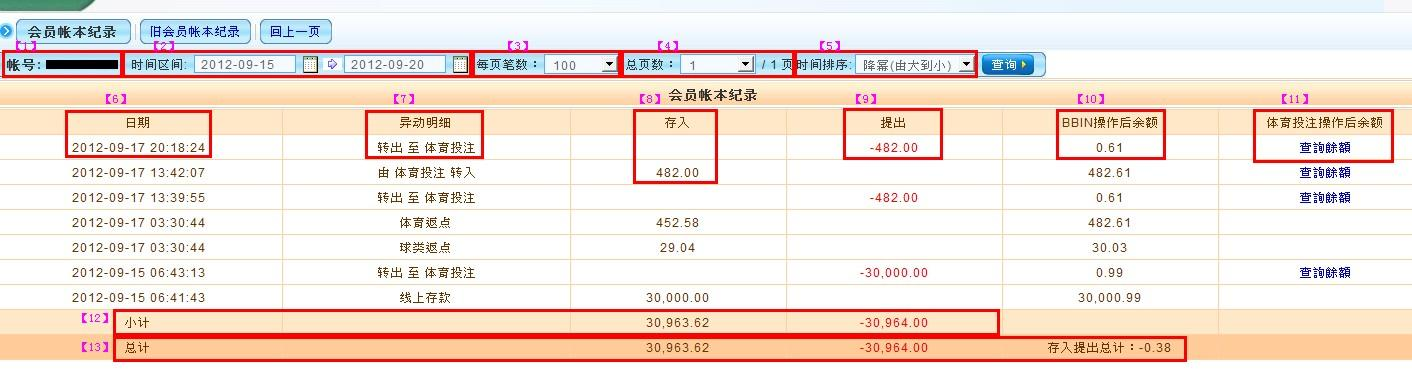 会员帐本纪录 旧会员帐本纪录 回上一页
【1】 【2】 【3】 【4】 【5】
帐号: 时间区间: 2012-09-15 2012-09-20 每页笔数: 100 总页数: 1 / 1 页 时间排序: 降幂(由大到小) 查询
会员帐本纪录
【6】 【7】 【8】 【9】 【10】 【11】
日期 异动明细 存入 提出 BBIN操作后余额 体育投注操作后余额
2012-09-17 20:18:24 转出 至 体育投注 -482.00 0.61 查詢餘額
2012-09-17 13:42:07 由 体育投注 转入 482.00 482.61 查詢餘額
2012-09-17 13:39:55 转出 至 体育投注 -482.00 0.61 查詢餘額
2012-09-17 03:30:44 体育返点 452.58 482.61
2012-09-17 03:30:44 球类返点 29.04 30.03
2012-09-15 06:43:13 转出 至 体育投注 -30,000.00 0.99 查詢餘額
2012-09-15 06:41:43 线上存款 30,000.00 30,000.99
【12】 小计 30,963.62 -30,964.00
【13】 总计 30,963.62 -30,964.00 存入提出总计:-0.38